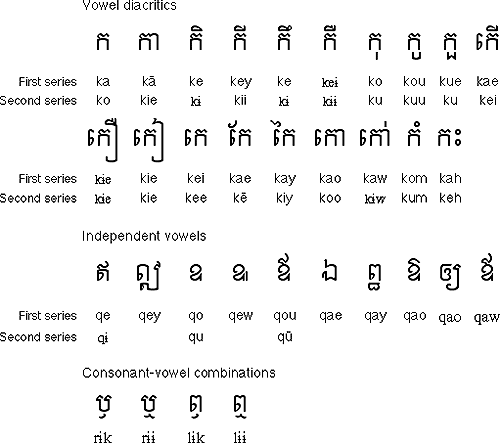 Vowel diacritics
ក កា កិ កី កឹ កឺ កុ កូ កួ កើ
First series ka kā ke key ke kei ko kou kue kae
Second series ko kie ki kii ki kii ku kuu ku kei
កឿ កៀ កេ កែ កៃ កោ កៅ កំ កះ
First series kie kie kei kae kay kao kaw kom kah
Second series kie kie kee kē kiy koo kiw kum keh
Independent vowels
ឥ ឦ ឧ ឩ ឯ ឰ ឱ ឲ្យ ឪ
First series qe qey qo qew qou qae qay qao qao qaw
Second series qi qu qū
Consonant-vowel combinations
ឫ ឬ ឭ ឮ
rɨk rɨɨ lɨk lɨɨ